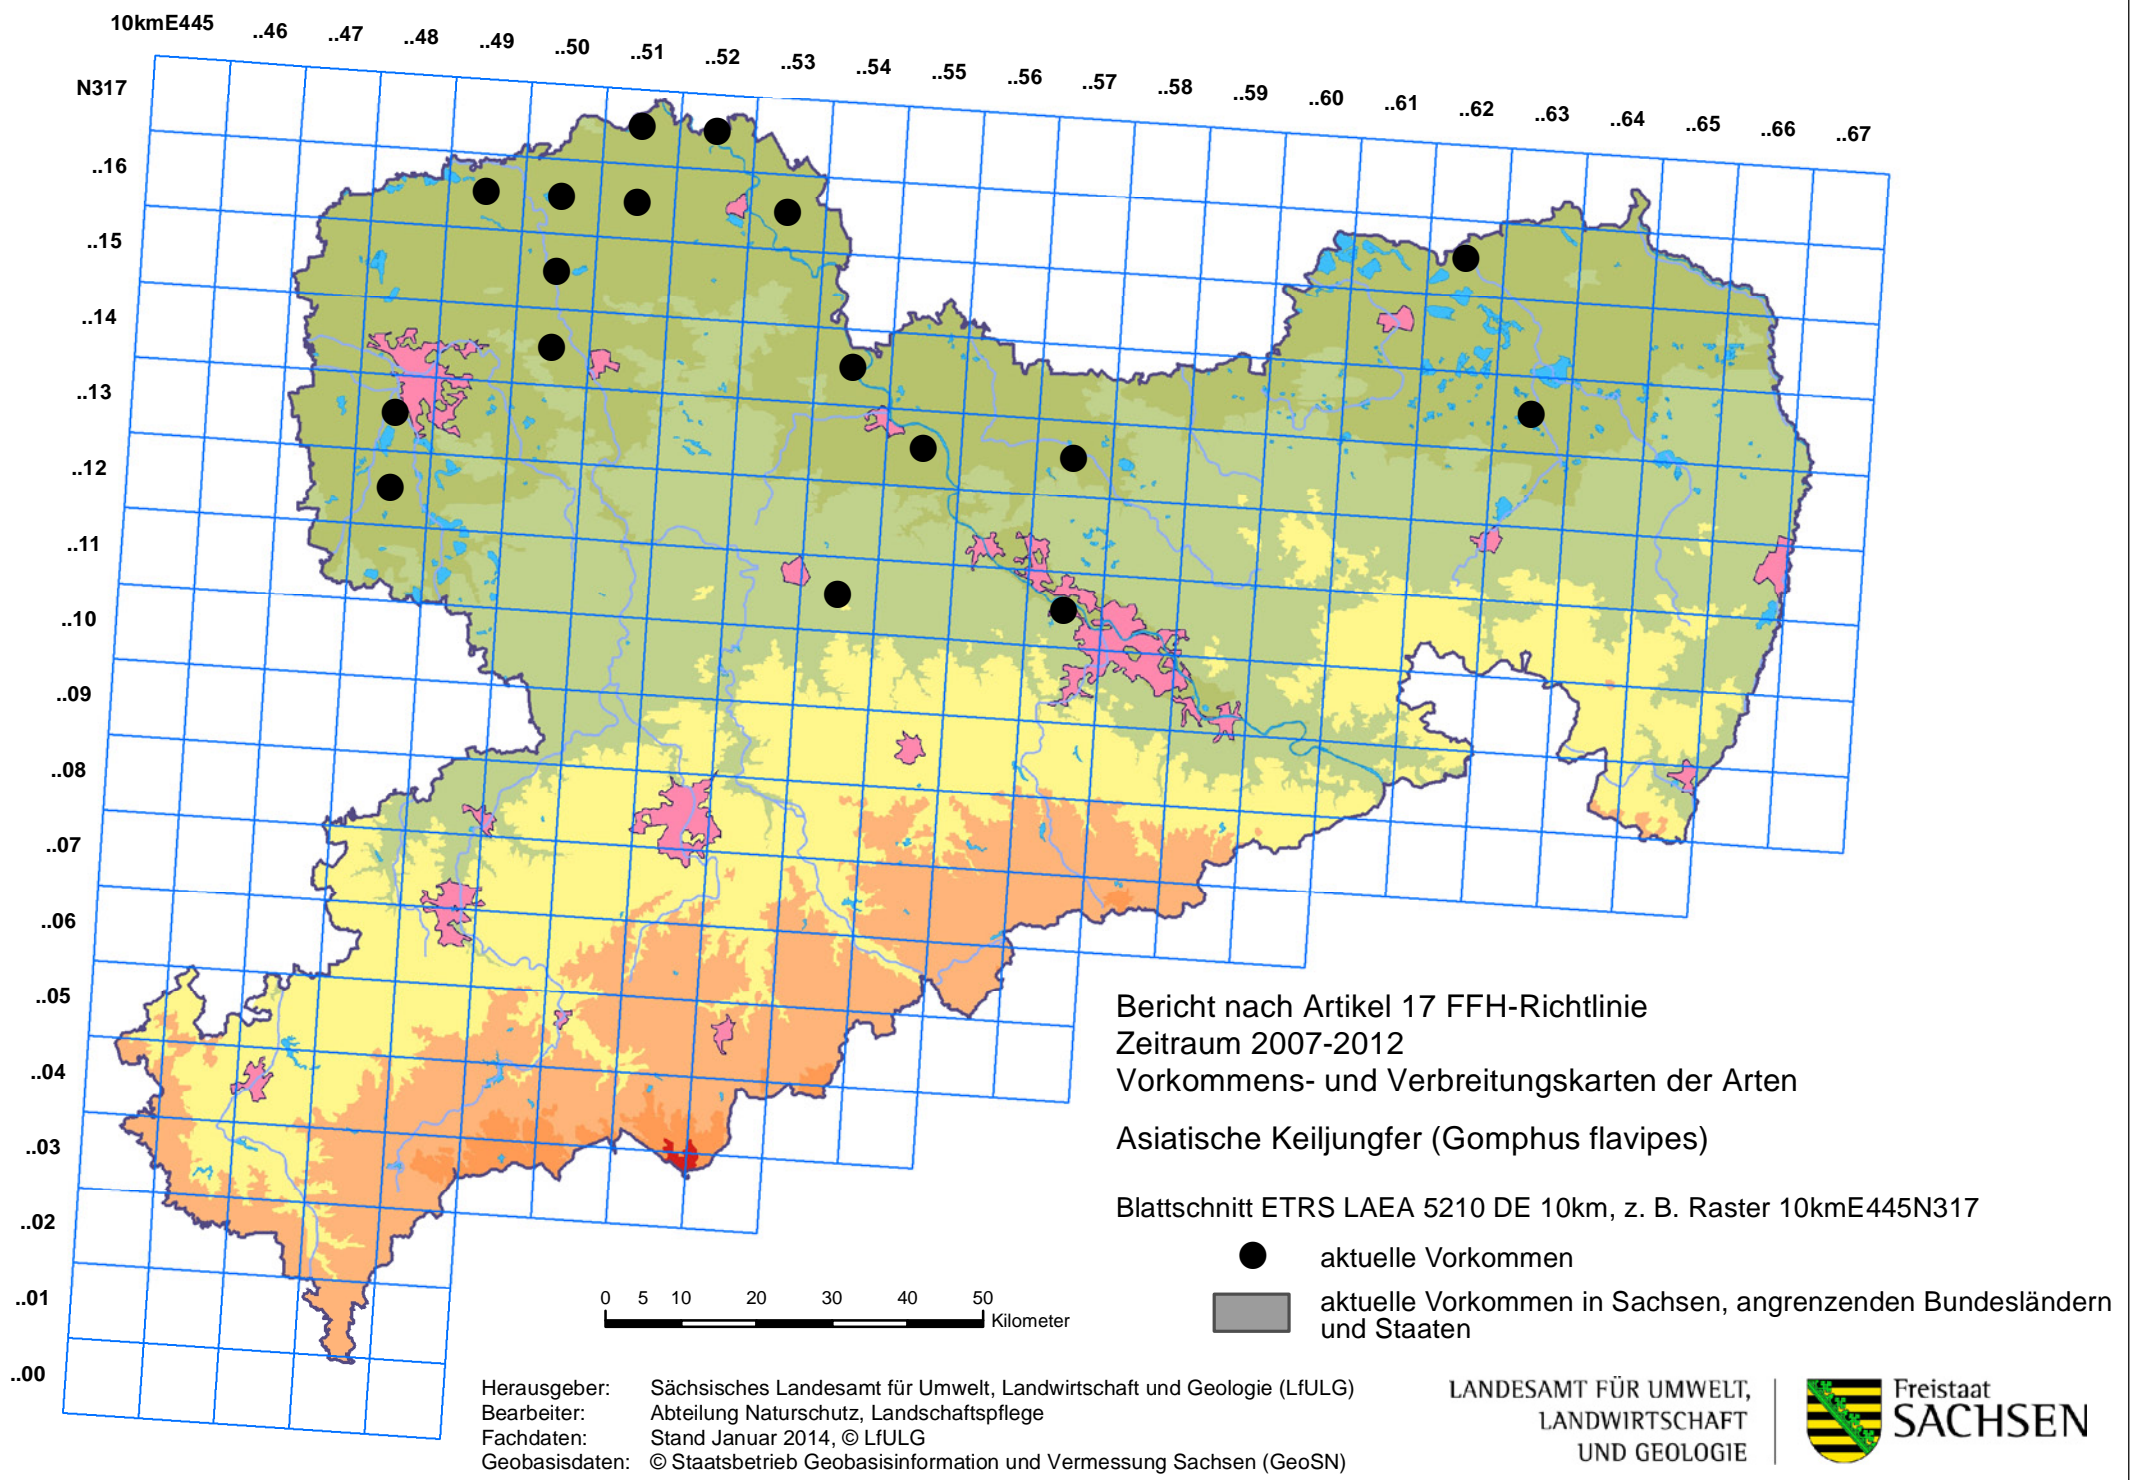 10kmE445 ..46 ..47 ..48 ..49 ..50 ..51 ..52 ..53 ..54 ..55 ..56 ..57 ..58 ..59 ..60 ..61 ..62 ..63 ..64 ..65 ..66 ..67
N317
..16
..15
..14
..13
..12
..11
..10
..09
..08
..07
..06
..05
..04
..03
..02
..01
..00
Bericht nach Artikel 17 FFH-Richtlinie
Zeitraum 2007-2012
Vorkommens- und Verbreitungskarten der Arten
Asiatische Keiljungfer (Gomphus flavipes)
Blattschnitt ETRS LAEA 5210 DE 10km, z. B. Raster 10kmE445N317
aktuelle Vorkommen
aktuelle Vorkommen in Sachsen, angrenzenden Bundesländern
und Staaten
0 5 10 20 30 40 50
Kilometer
Herausgeber: Sächsisches Landesamt für Umwelt, Landwirtschaft und Geologie (LfULG)
Bearbeiter: Abteilung Naturschutz, Landschaftspflege
Fachdaten: Stand Januar 2014, © LfULG
Geobasisdaten: © Staatsbetrieb Geobasisinformation und Vermessung Sachsen (GeoSN)
LANDESAMT FÜR UMWELT,
LANDWIRTSCHAFT
UND GEOLOGIE
Freistaat
SACHSEN